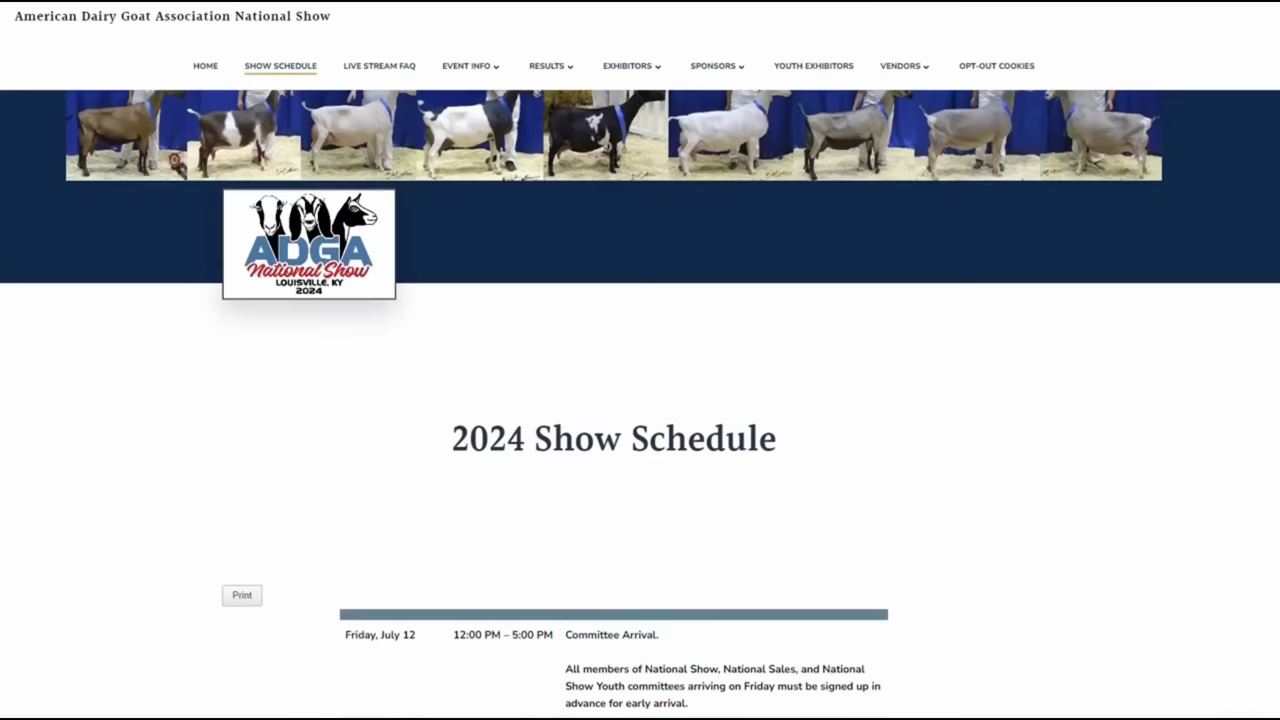 American Dairy Goat Association National Show
HOME SHOW SCHEDULE LIVE STREAM FAQ EVENT INFO RESULTS EXHIBITORS SPONSORS YOUTH EXHIBITORS VENDORS OPT-OUT COOKIES
ADGA
National Show
LOUISVILLE, KY
2024
2024 Show Schedule
Print
Friday, July 12 12:00 PM – 5:00 PM Committee Arrival.
All members of National Show, National Sales, and National
Show Youth committees arriving on Friday must be signed up in
advance for early arrival.